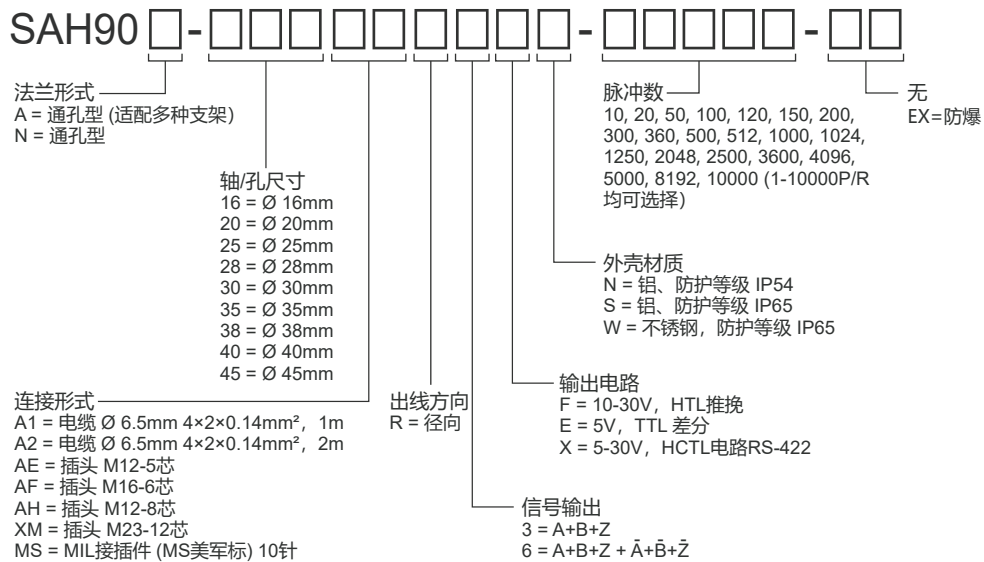 SAH90 □-□□□□□□□□-□□□□□-□□
法兰形式
A = 通孔型 (适配多种支架)
N = 通孔型
轴/孔尺寸
16 = Ø 16mm
20 = Ø 20mm
25 = Ø 25mm
28 = Ø 28mm
30 = Ø 30mm
35 = Ø 35mm
38 = Ø 38mm
40 = Ø 40mm
45 = Ø 45mm
连接形式
A1 = 电缆 Ø 6.5mm 4×2×0.14mm², 1m
A2 = 电缆 Ø 6.5mm 4×2×0.14mm², 2m
AE = 插头 M12-5芯
AF = 插头 M16-6芯
AH = 插头 M12-8芯
XM = 插头 M23-12芯
MS = MIL接插件 (MS美军标) 10针
出线方向
R = 径向
信号输出
3 = A+B+Z
6 = A+B+Z + Ā+B̄+Z̄
输出电路
F = 10-30V, HTL推挽
E = 5V, TTL 差分
X = 5-30V, HCTL电路RS-422
外壳材质
N = 铝、防护等级 IP54
S = 铝、防护等级 IP65
W = 不锈钢, 防护等级 IP65
脉冲数
10, 20, 50, 100, 120, 150, 200,
300, 360, 500, 512, 1000, 1024,
1250, 2048, 2500, 3600, 4096,
5000, 8192, 10000 (1-10000P/R
均可选择)
无
EX=防爆